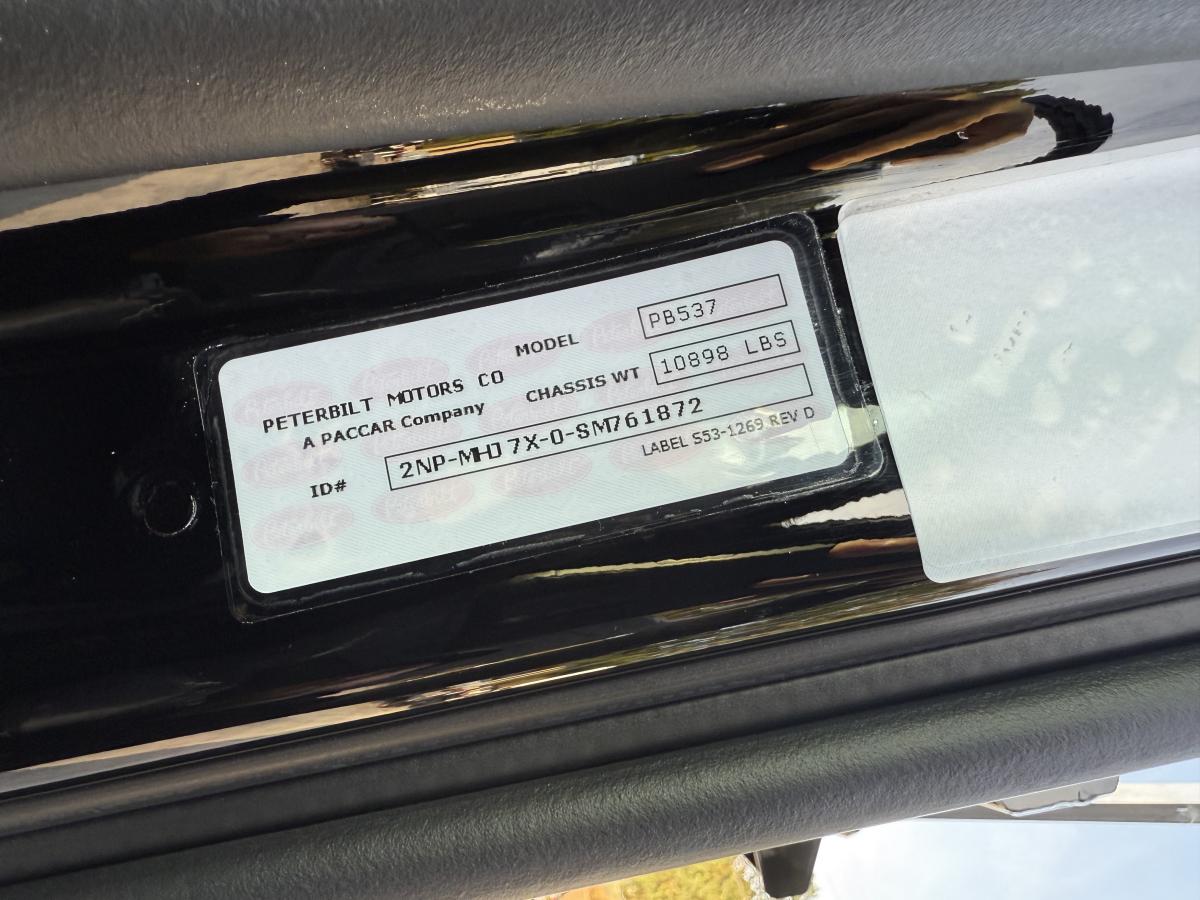 PETERBILT MOTORS CO
A PACCAR Company
MODEL PB537
CHASSIS WT 10898 LBS
ID# 2NP-MHJ7X-0-SM761872
LABEL S53-1269 REV D